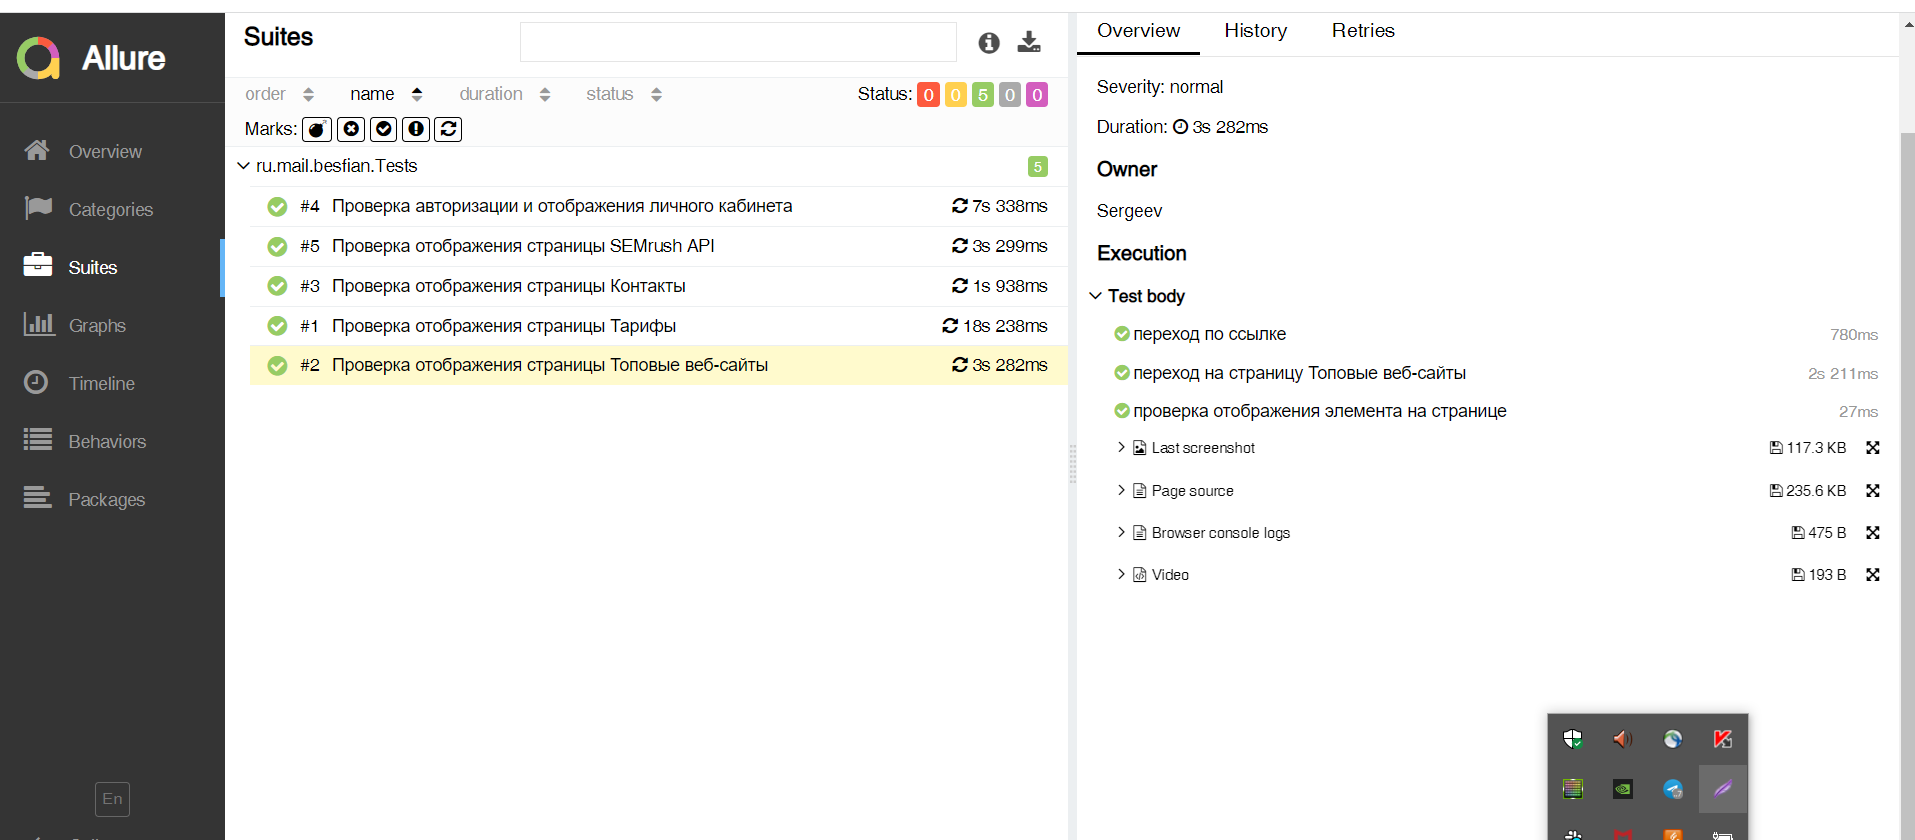 Allure
Overview
Categories
Suites
Graphs
Timeline
Behaviors
Packages
En
Suites
order name duration status Status: 0 0 5 0 0
Marks:
ru.mail.besfian.Tests 5
#4 Проверка авторизации и отображения личного кабинета 7s 338ms
#5 Проверка отображения страницы SEMrush API 3s 299ms
#3 Проверка отображения страницы Контакты 1s 938ms
#1 Проверка отображения страницы Тарифы 18s 238ms
#2 Проверка отображения страницы Топовые веб-сайты 3s 282ms
Overview History Retries
Severity: normal
Duration: 3s 282ms
Owner
Sergeev
Execution
Test body
переход по ссылке 780ms
переход на страницу Топовые веб-сайты 2s 211ms
проверка отображения элемента на странице 27ms
Last screenshot 117.3 KB
Page source 235.6 KB
Browser console logs 475 B
Video 193 B